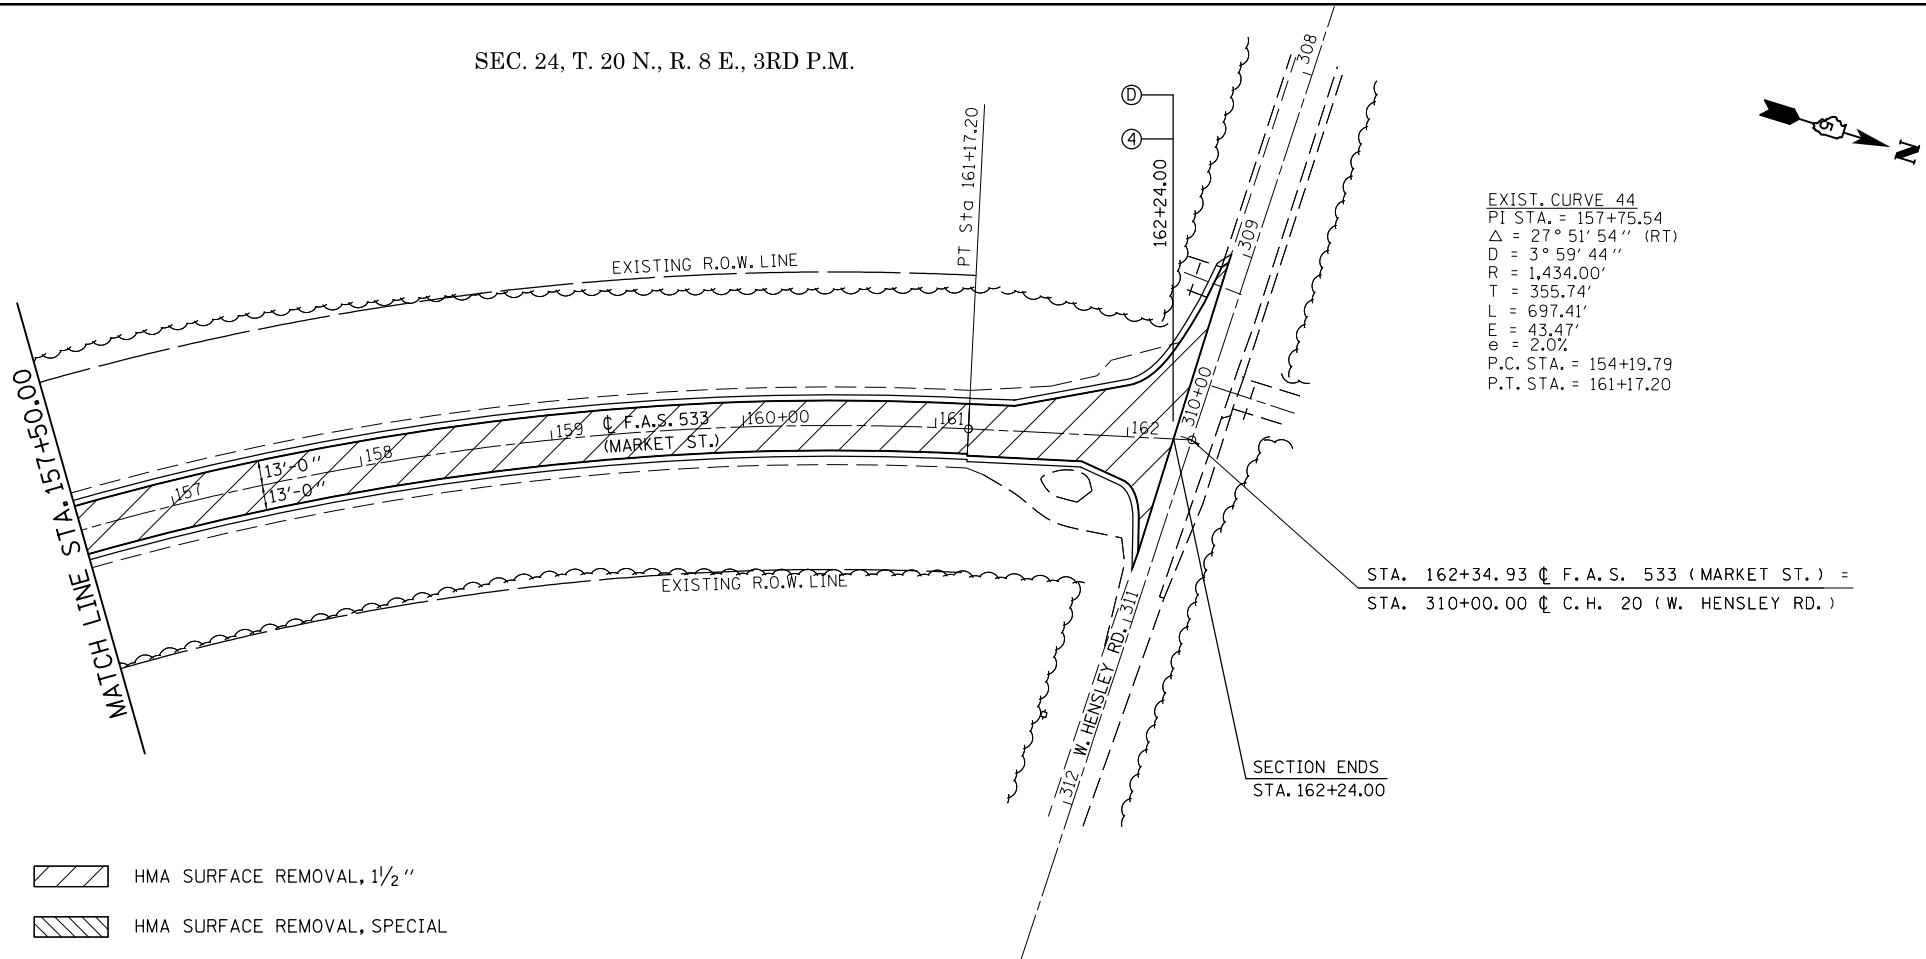 SEC. 24, T. 20 N., R. 8 E., 3RD P.M.
308
D
4
162+24.00
PT Sta 161+17.20
5
N
EXIST. CURVE 44
PI STA. = 157+75.54
△ = 27° 51' 54'' (RT)
D = 3° 59' 44''
R = 1,434.00'
T = 355.74'
L = 697.41'
E = 43.47'
e = 2.0%
P.C. STA. = 154+19.79
P.T. STA. = 161+17.20
309
EXISTING R.O.W. LINE
MATCH LINE STA. 157+50.00
157
13'-0''
13'-0''
158
159
℄ F.A.S. 533
(MARKET ST.)
160+00
161
162
310+00
STA. 162+34.93 ℄ F.A.S. 533 (MARKET ST.) =
STA. 310+00.00 ℄ C.H. 20 (W. HENSLEY RD.)
EXISTING R.O.W. LINE
311
W. HENSLEY RD.
312
SECTION ENDS
STA. 162+24.00
HMA SURFACE REMOVAL, 1 1/2 ''
HMA SURFACE REMOVAL, SPECIAL